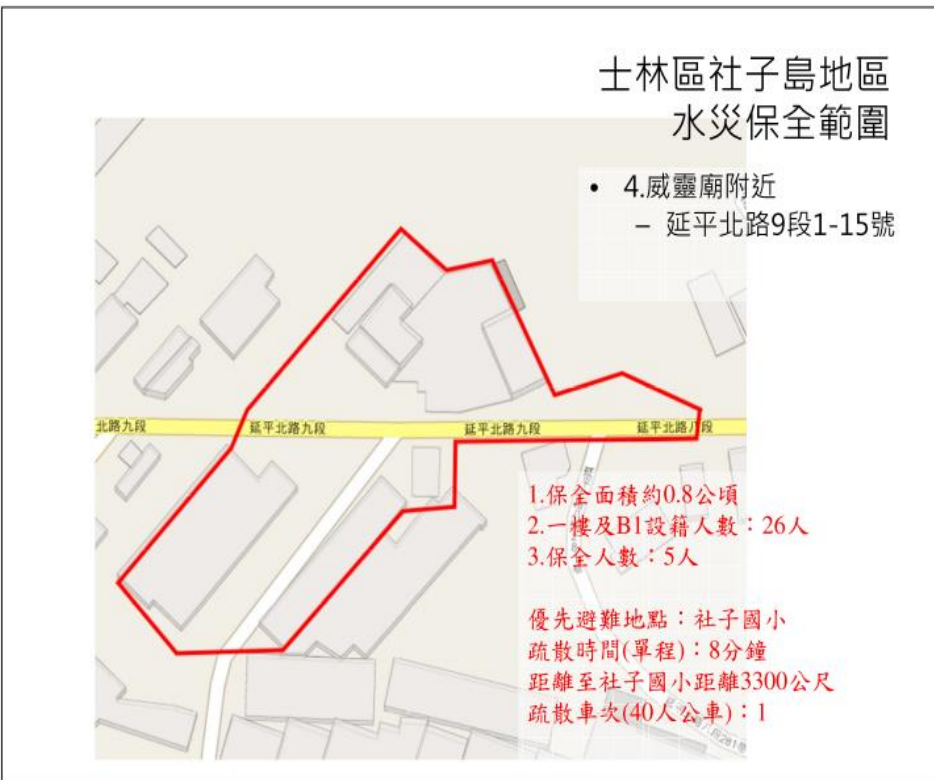 士林區社子島地區
水災保全範圍
• 4.威靈廟附近
– 延平北路9段1-15號
北路九段
延平北路九段
延平北路九段
延平北路八段
1.保全面積約0.8公頃
2.一樓及B1設籍人數：26人
3.保全人數：5人
優先避難地點：社子國小
疏散時間(單程)：8分鐘
距離至社子國小距離3300公尺
疏散車次(40人公車)：1